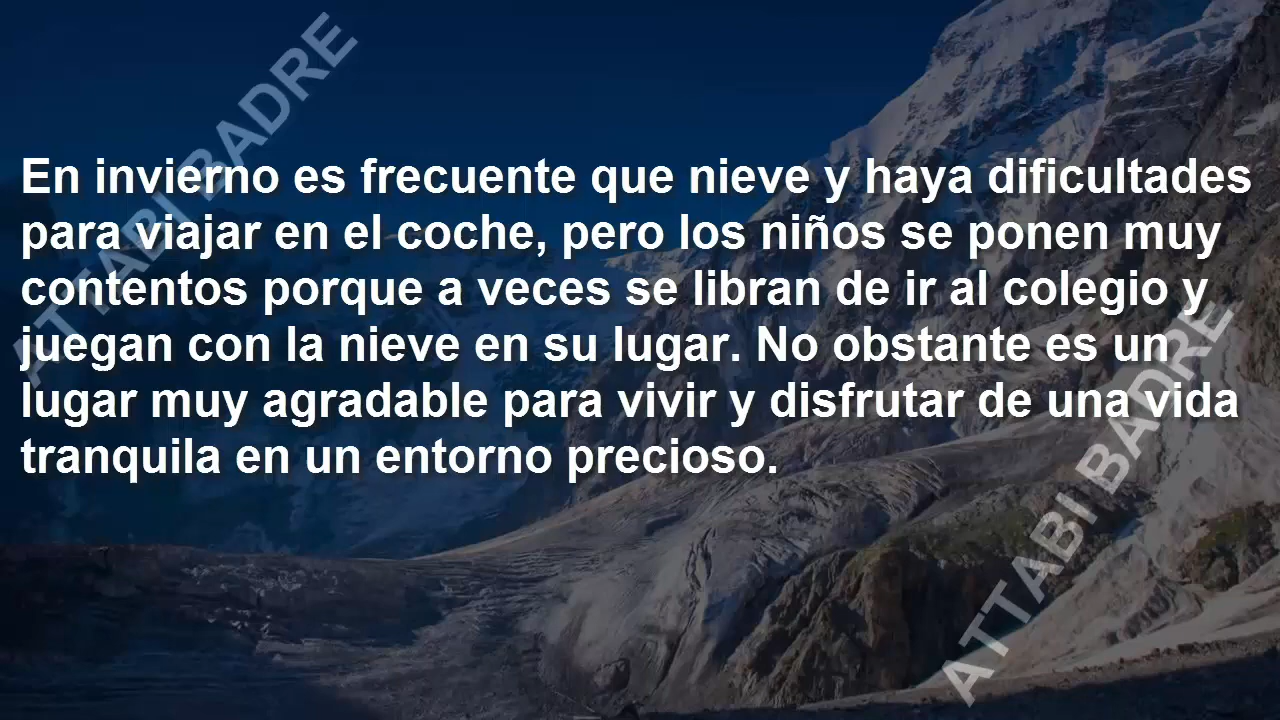 En invierno es frecuente que nieve y haya dificultades
para viajar en el coche, pero los niños se ponen muy
contentos porque a veces se libran de ir al colegio y
juegan con la nieve en su lugar. No obstante es un
lugar muy agradable para vivir y disfrutar de una vida
tranquila en un entorno precioso.
ATTABI BADRE
ATTABI BADRE